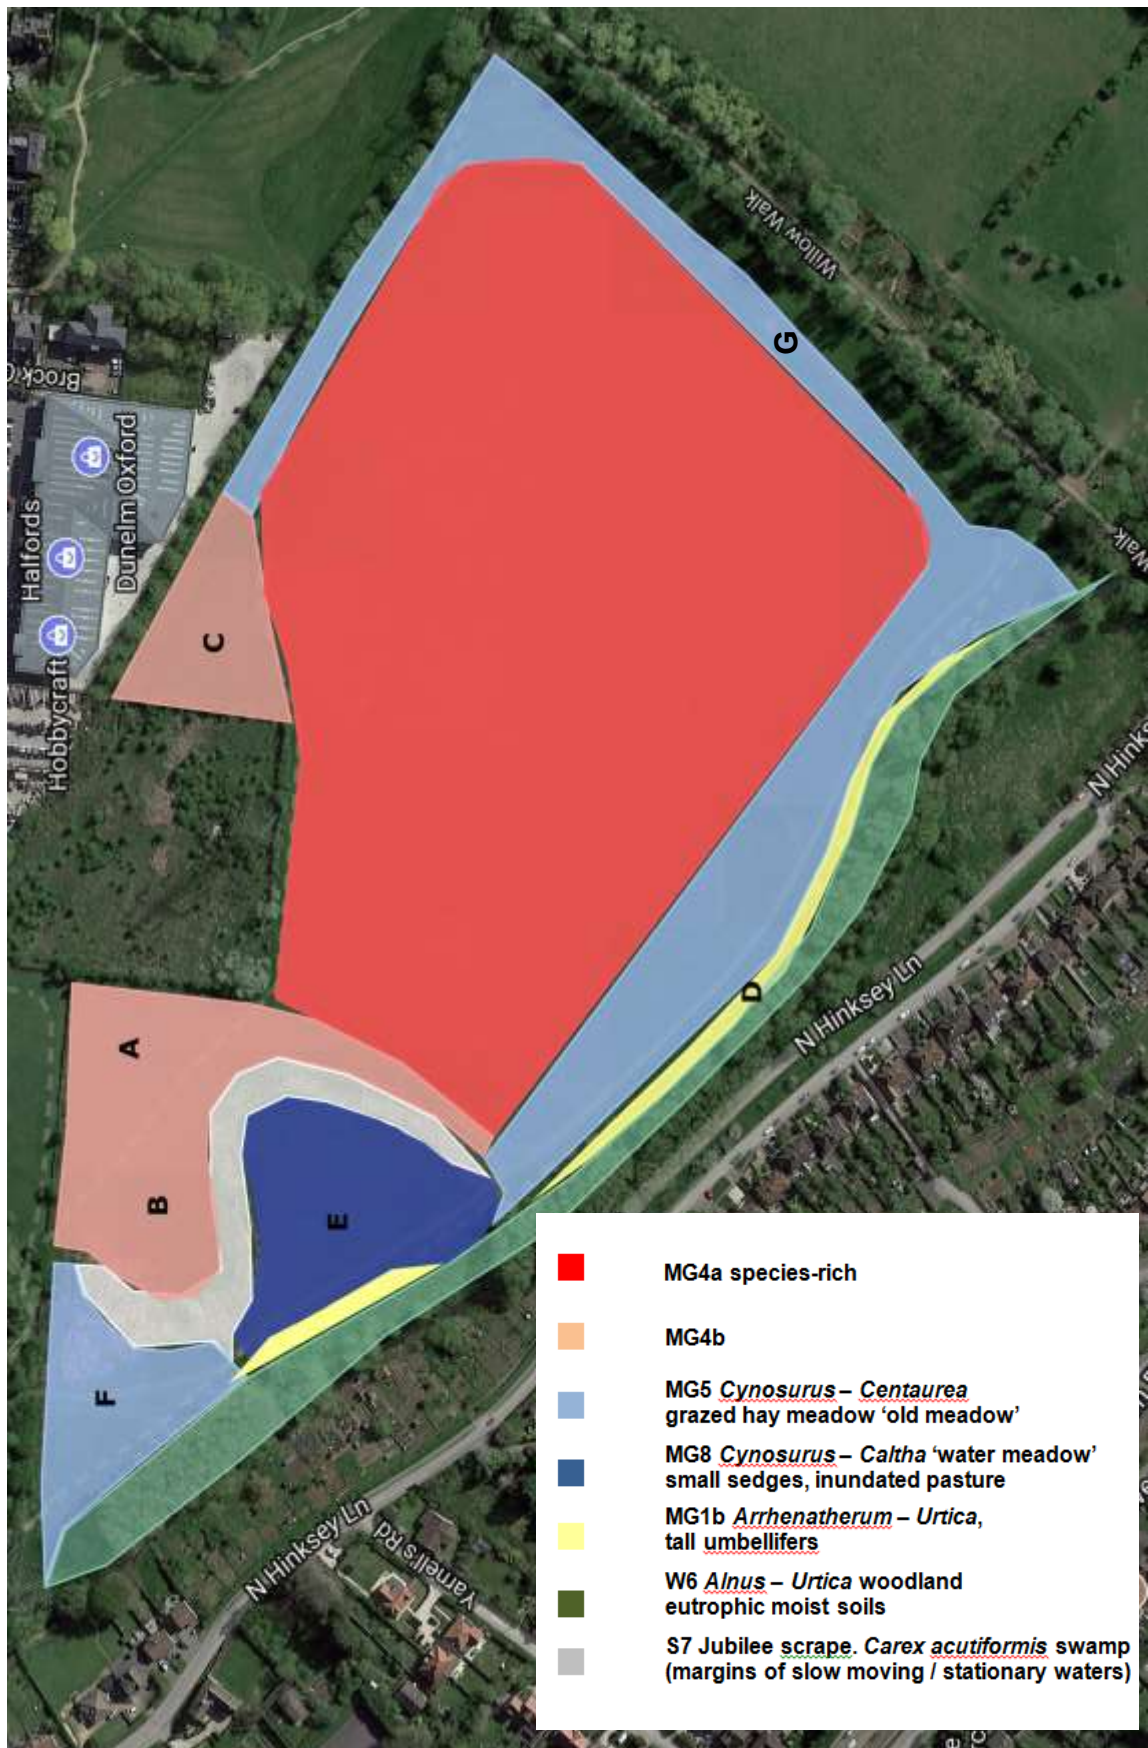 Brock
Halfords
Dunelm Oxford
Hobbycraft
Willow Walk
Walk
G
C
A
B
D
E
F
N Hinksey Ln
N Hinks
N Hinksey Ln
Yarnell's Rd
MG4a species-rich
MG4b
MG5 Cynosurus – Centaurea
grazed hay meadow ‘old meadow’
MG8 Cynosurus – Caltha ‘water meadow’
small sedges, inundated pasture
MG1b Arrhenatherum – Urtica,
tall umbellifers
W6 Alnus – Urtica woodland
eutrophic moist soils
S7 Jubilee scrape. Carex acutiformis swamp
(margins of slow moving / stationary waters)